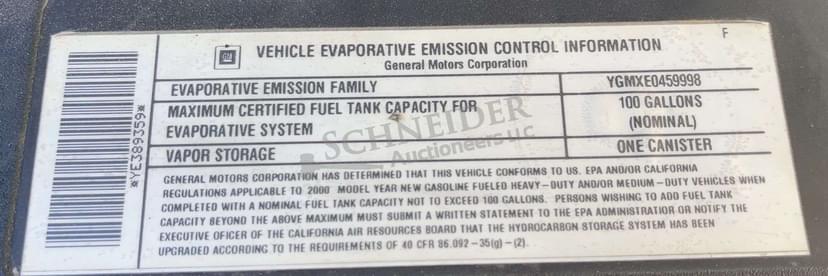 F
GM
VEHICLE EVAPORATIVE EMISSION CONTROL INFORMATION
General Motors Corporation
EVAPORATIVE EMISSION FAMILY YGMXE0459998
MAXIMUM CERTIFIED FUEL TANK CAPACITY FOR 100 GALLONS
EVAPORATIVE SYSTEM (NOMINAL)
VAPOR STORAGE ONE CANISTER
GENERAL MOTORS CORPORATION HAS DETERMINED THAT THIS VEHICLE CONFORMS TO US. EPA AND/OR CALIFORNIA
REGULATIONS APPLICABLE TO 2000 MODEL YEAR NEW GASOLINE FUELED HEAVY-DUTY AND/OR MEDIUM-DUTY VEHICLES WHEN
COMPLETED WITH A NOMINAL FUEL TANK CAPACITY NOT TO EXCEED 100 GALLONS. PERSONS WISHING TO ADD FUEL TANK
CAPACITY BEYOND THE ABOVE MAXIMUM MUST SUBMIT A WRITTEN STATEMENT TO THE EPA ADMINISTRATIOR OR NOTIFY THE
EXECUTIVE OFICER OF THE CALIFORNIA AIR RESOURCES BOARD THAT THE HYDROCARBON STORAGE SYSTEM HAS BEEN
UPGRADED ACCORDING TO THE REQUIREMENTS OF 40 CFR 86.092-35(g)-(2).
*YE389359*
SCHNEIDER
Auctioneers LLC